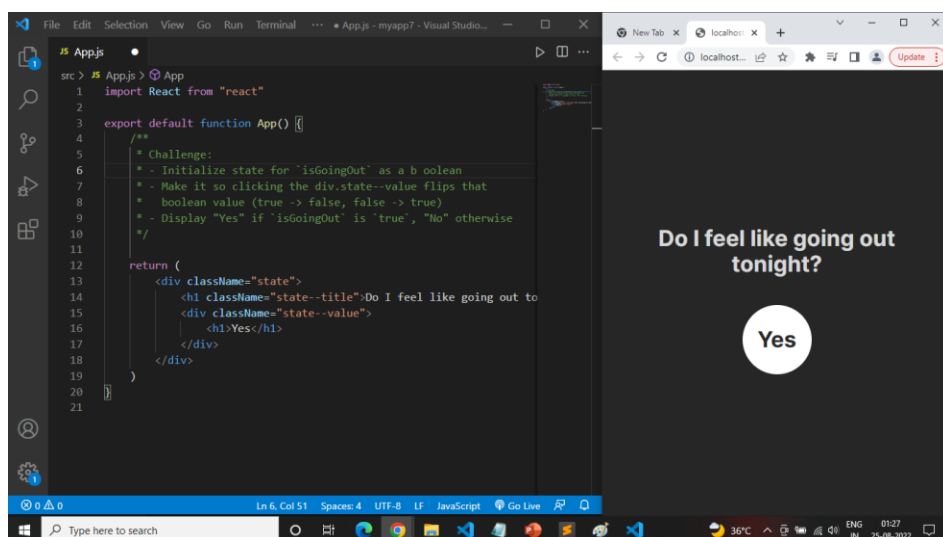 File Edit Selection View Go Run Terminal ··· ● App.js - myapp7 - Visual Studio...
JS App.js ●
src > JS App.js > App
1 import React from "react"
2
3 export default function App() {
4 /**
5 * Challenge:
6 * - Initialize state for `isGoingOut` as a b oolean
7 * - Make it so clicking the div.state--value flips that
8 * boolean value (true -> false, false -> true)
9 * - Display "Yes" if `isGoingOut` is `true`, "No" otherwise
10 */
11
12 return (
13 <div className="state">
14 <h1 className="state--title">Do I feel like going out to
15 <div className="state--value">
16 <h1>Yes</h1>
17 </div>
18 </div>
19 )
20 }
21
1
1
0 0 Ln 6, Col 51 Spaces: 4 UTF-8 LF JavaScript Go Live
New Tab localhost
localhost... Update
Do I feel like going out
tonight?
Yes
Type here to search
36°C ENG 01:27
IN 25-08-2022